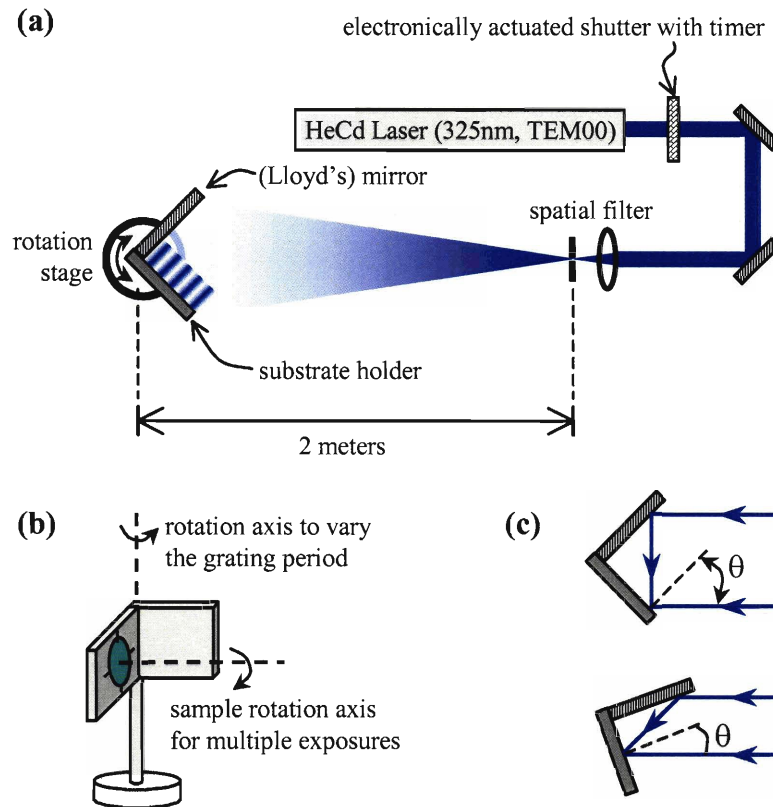 (a)
electronically actuated shutter with timer
HeCd Laser (325nm, TEM00)
(Lloyd's) mirror
spatial filter
rotation
stage
substrate holder
2 meters
(b)
rotation axis to vary
the grating period
sample rotation axis
for multiple exposures
(c)
θ
θ